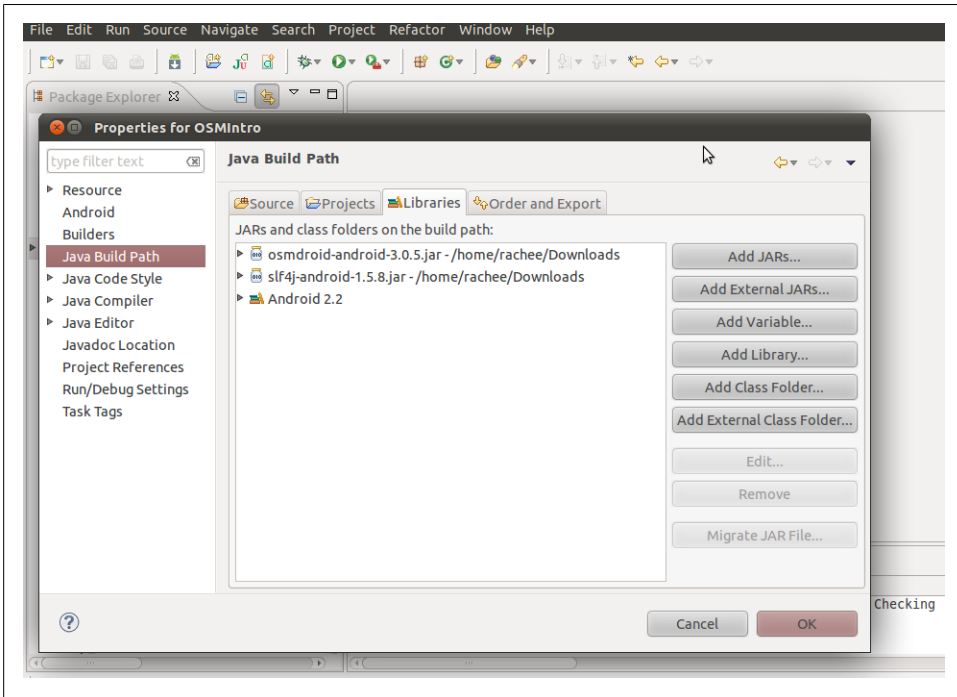 File Edit Run Source Navigate Search Project Refactor Window Help
Package Explorer
Properties for OSMIntro
type filter text
Java Build Path
Resource
Android
Builders
Java Build Path
Java Code Style
Java Compiler
Java Editor
Javadoc Location
Project References
Run/Debug Settings
Task Tags
Source Projects Libraries Order and Export
JARs and class folders on the build path:
osmdroid-android-3.0.5.jar - /home/rachee/Downloads
slf4j-android-1.5.8.jar - /home/rachee/Downloads
Android 2.2
Add JARs...
Add External JARs...
Add Variable...
Add Library...
Add Class Folder...
Add External Class Folder...
Edit...
Remove
Migrate JAR File...
Checking
Cancel OK